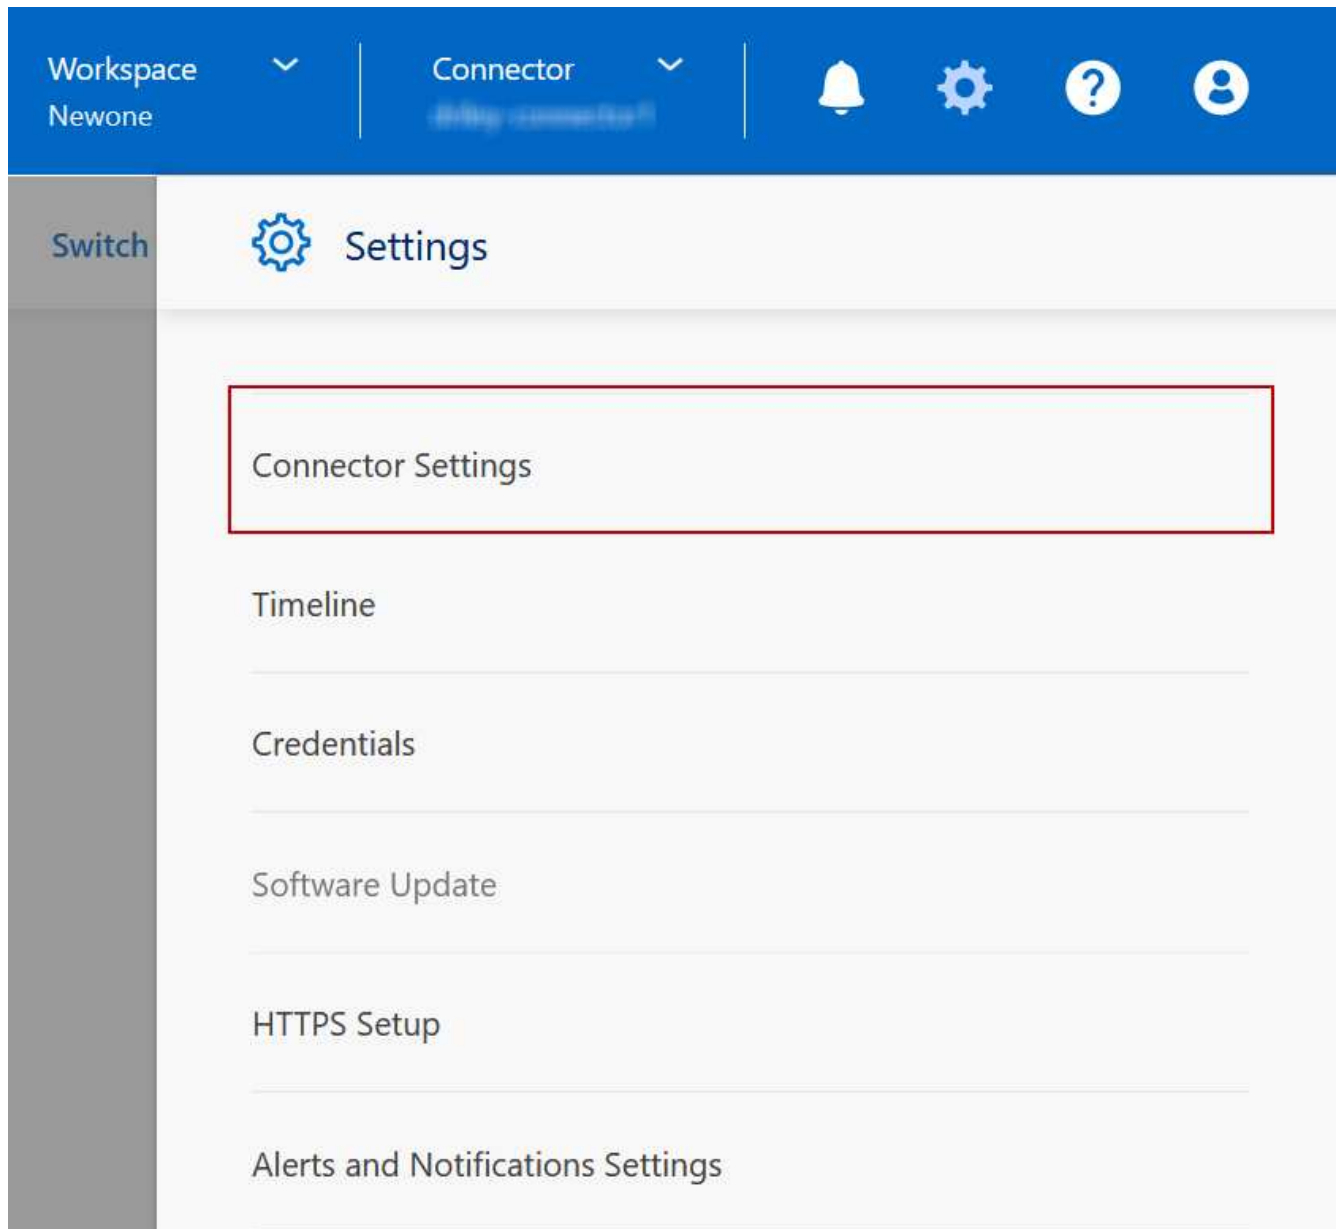 Workspace
Newone
Connector
Switch
Settings
Connector Settings
Timeline
Credentials
Software Update
HTTPS Setup
Alerts and Notifications Settings